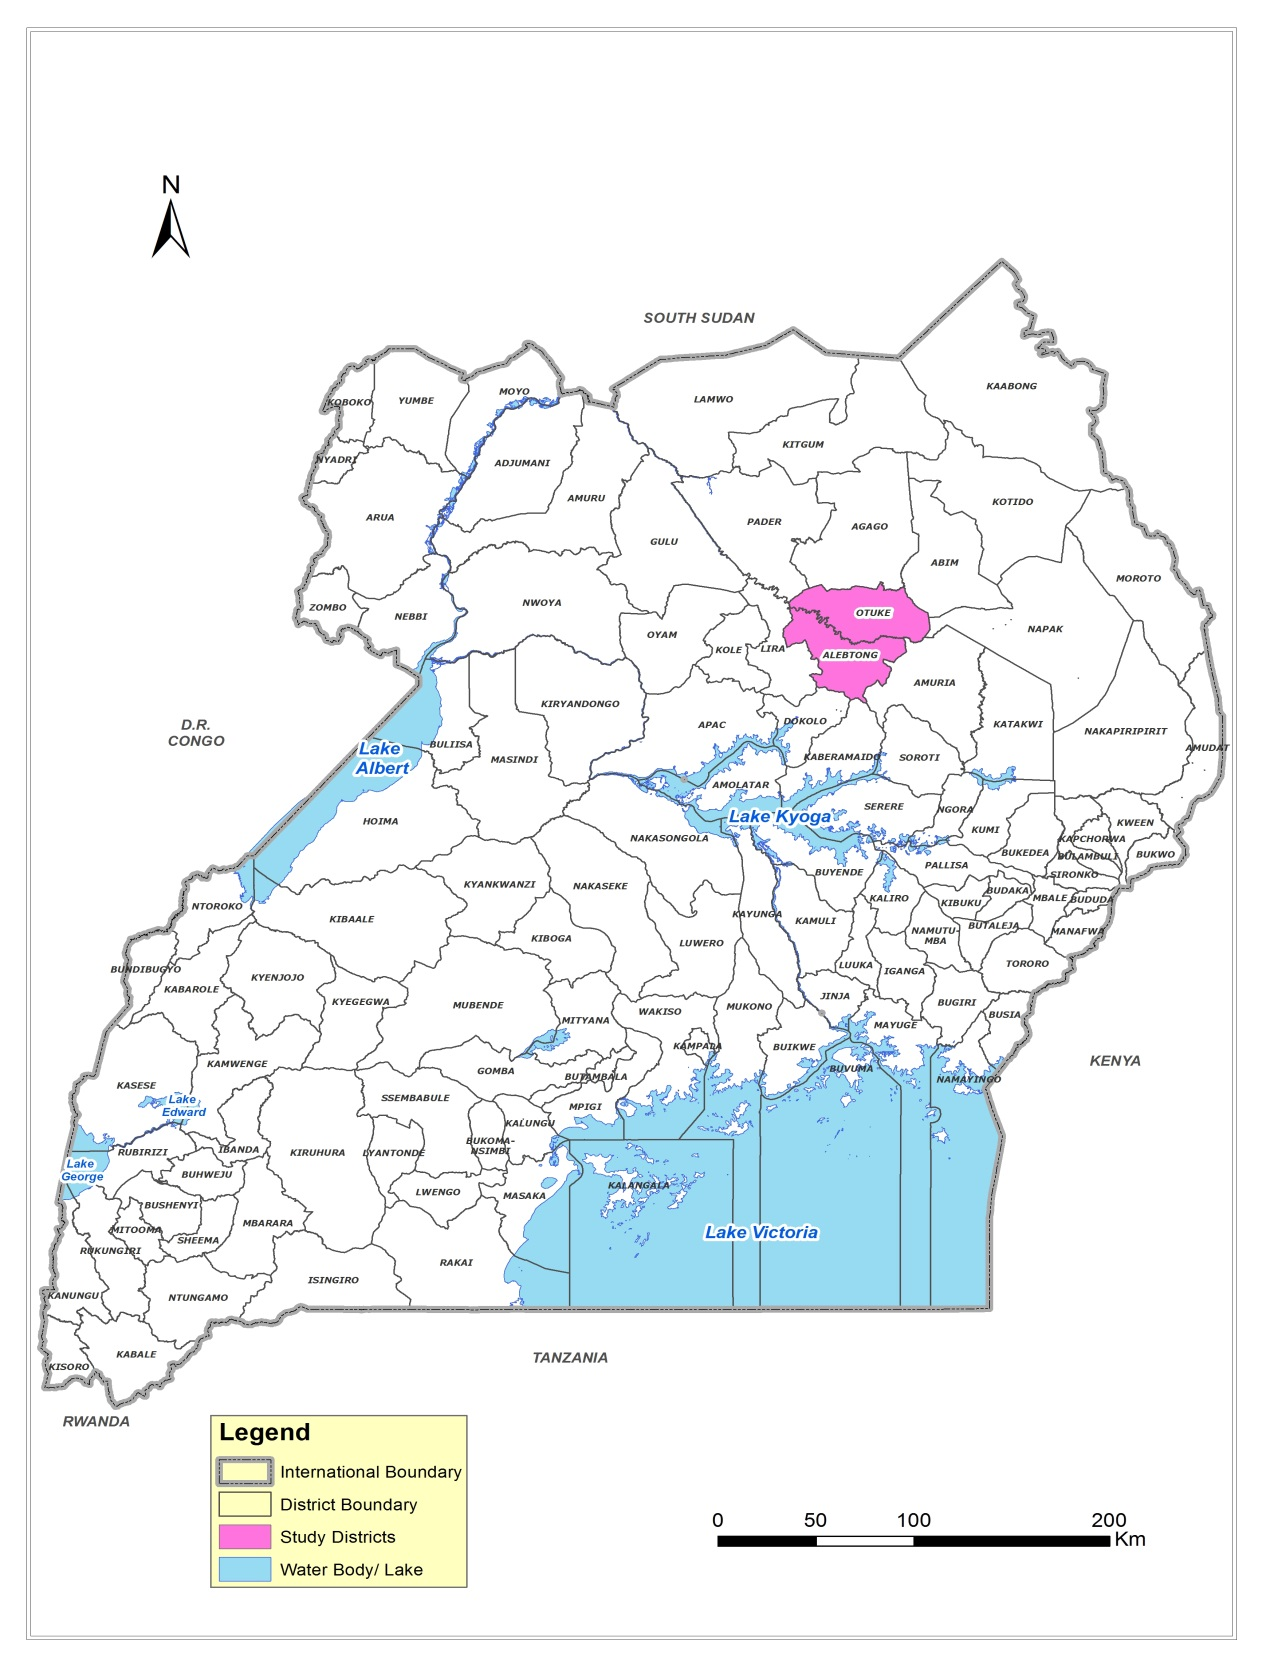 N
SOUTH SUDAN
KAABONG
MOYO
KOBOKO
YUMBE
LAMWO
KITGUM
NYADRI
ADJUMANI
AMURU
KOTIDO
ARUA
PADER
AGAGO
GULU
ABIM
MOROTO
ZOMBO
NEBBI
NWOYA
OTUKE
NAPAK
OYAM
KOLE
LIRA
ALEBTONG
AMURIA
KIRYANDONGO
D.R.
CONGO
APAC
DOKOLO
KATAKWI
NAKAPIRIPIRIT
AMUDAT
Lake
Albert
BULIISA
MASINDI
KABERAMAIDO
SOROTI
AMOLATAR
HOIMA
Lake Kyoga
SERERE
NGORA
KUMI
KWEEN
KAPCHORWA
NAKASONGOLA
BUKEDEA
BULAMBULI
BUKWO
PALLISA
SIRONKO
BUYENDE
KYANKWANZI
NAKASEKE
KALIRO
KIBUKU
BUDAKA
MBALE
BUDUDA
NTOROKO
KIBAALE
KAYUNGA
KAMULI
NAMUTU-
MBA
BUTALEJA
MANAFWA
KIBOGA
LUWERO
BUNDIBUGYO
KABAROLE
KYENJOJO
LUUKA
IGANGA
TORORO
KYEGEGWA
MUBENDE
MITYANA
WAKISO
MUKONO
JINJA
BUGIRI
BUSIA
MAYUGE
KAMPALA
BUIKWE
KENYA
KAMWENGE
GOMBA
BUTAMBALA
BUVUMA
NAMAYINGO
KASESE
Lake
Edward
SSEMBABULE
MPIGI
KALUNGU
RUBIRIZI
IBANDA
KIRUHURA
LYANTONDE
BUKOMA-
NSIMBI
Lake
George
BUHWEJU
LWENGO
MASAKA
KALANGALA
BUSHENYI
MITOOMA
SHEEMA
MBARARA
RUKUNGIRI
Lake Victoria
RAKAI
ISINGIRO
KANUNGU
NTUNGAMO
KABALE
KISORO
TANZANIA
RWANDA
Legend
International Boundary
District Boundary
Study Districts
Water Body/ Lake
0 50 100 200
Km